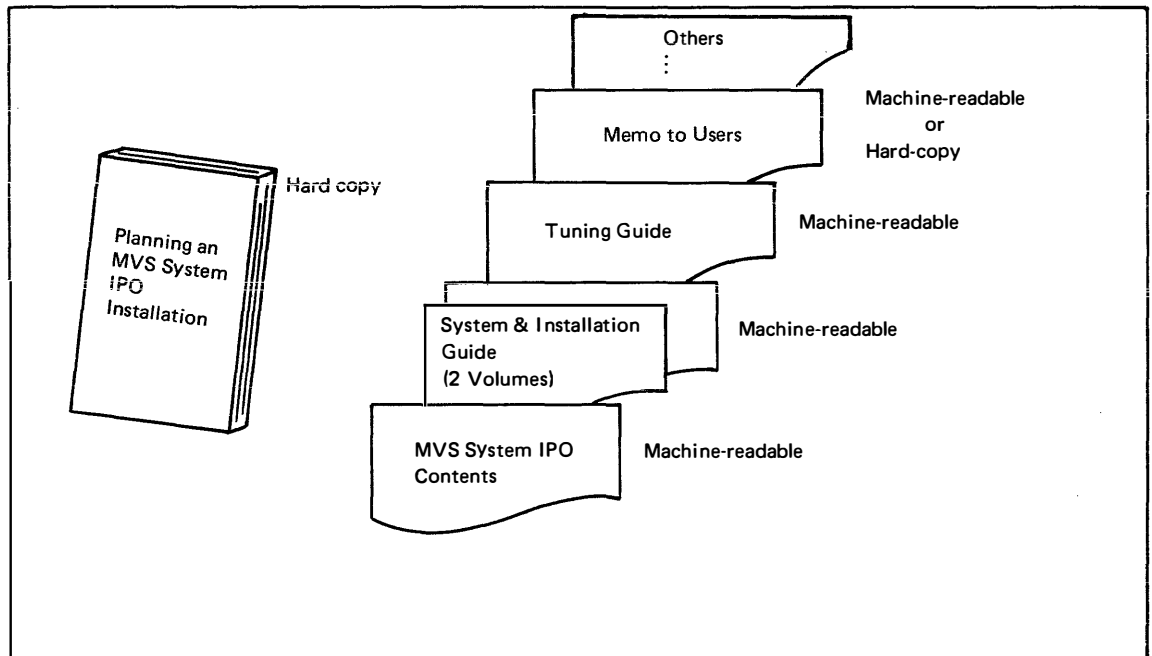 Others
⋮
Machine-readable
or
Hard-copy
Memo to Users
Hard copy
Planning an
MVS System
IPO
Installation
Tuning Guide
Machine-readable
System & Installation
Guide
(2 Volumes)
Machine-readable
MVS System IPO
Contents
Machine-readable